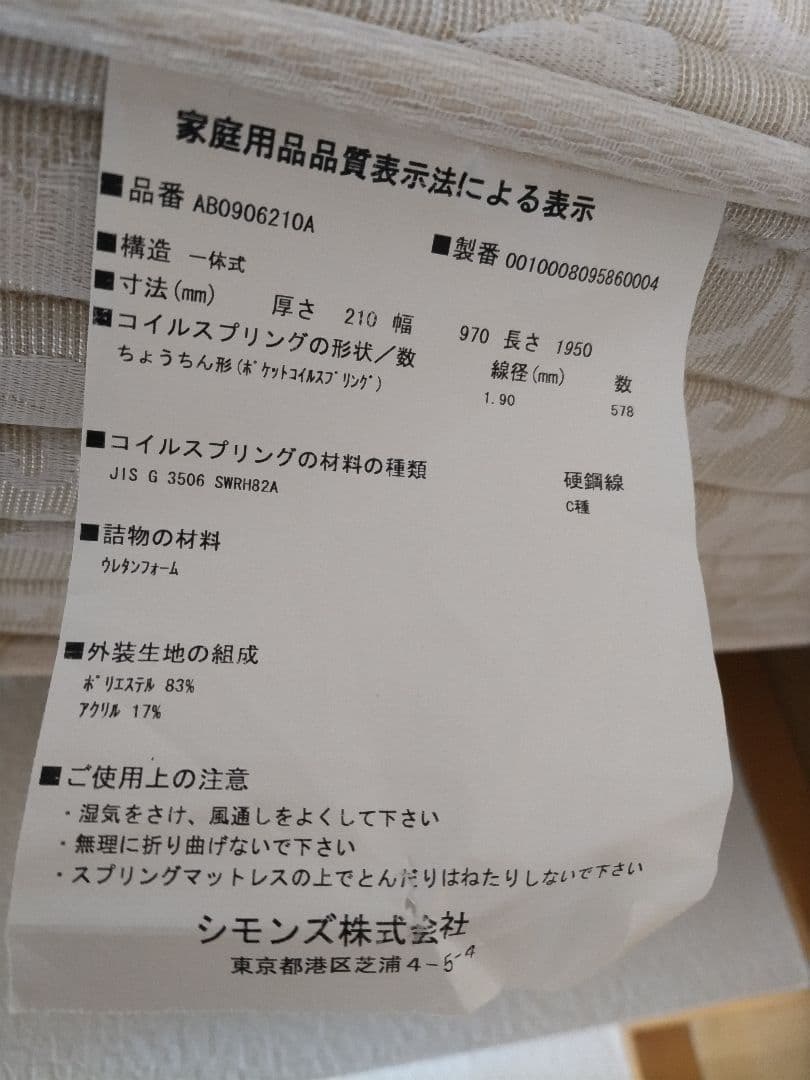 家庭用品品質表示法による表示
■品番 AB0906210A
■製番 0010008095860004
■構造 一体式
■寸法(mm) 厚さ 210 幅 970 長さ 1950
■コイルスプリングの形状／数 線径(mm) 数
ちょうちん形(ﾎﾟｹｯﾄｺｲﾙｽﾌﾟﾘﾝｸﾞ) 1.90 578
■コイルスプリングの材料の種類 硬鋼線
JIS G 3506 SWRH82A C種
■詰物の材料
ｳﾚﾀﾝﾌｫｰﾑ
■外装生地の組成
ﾎﾟﾘｴｽﾃﾙ 83%
ｱｸﾘﾙ 17%
■ご使用上の注意
・湿気をさけ、風通しをよくして下さい
・無理に折り曲げないで下さい
・スプリングマットレスの上でとんだりはねたりしないで下さい
シモンズ株式会社
東京都港区芝浦4-5-4